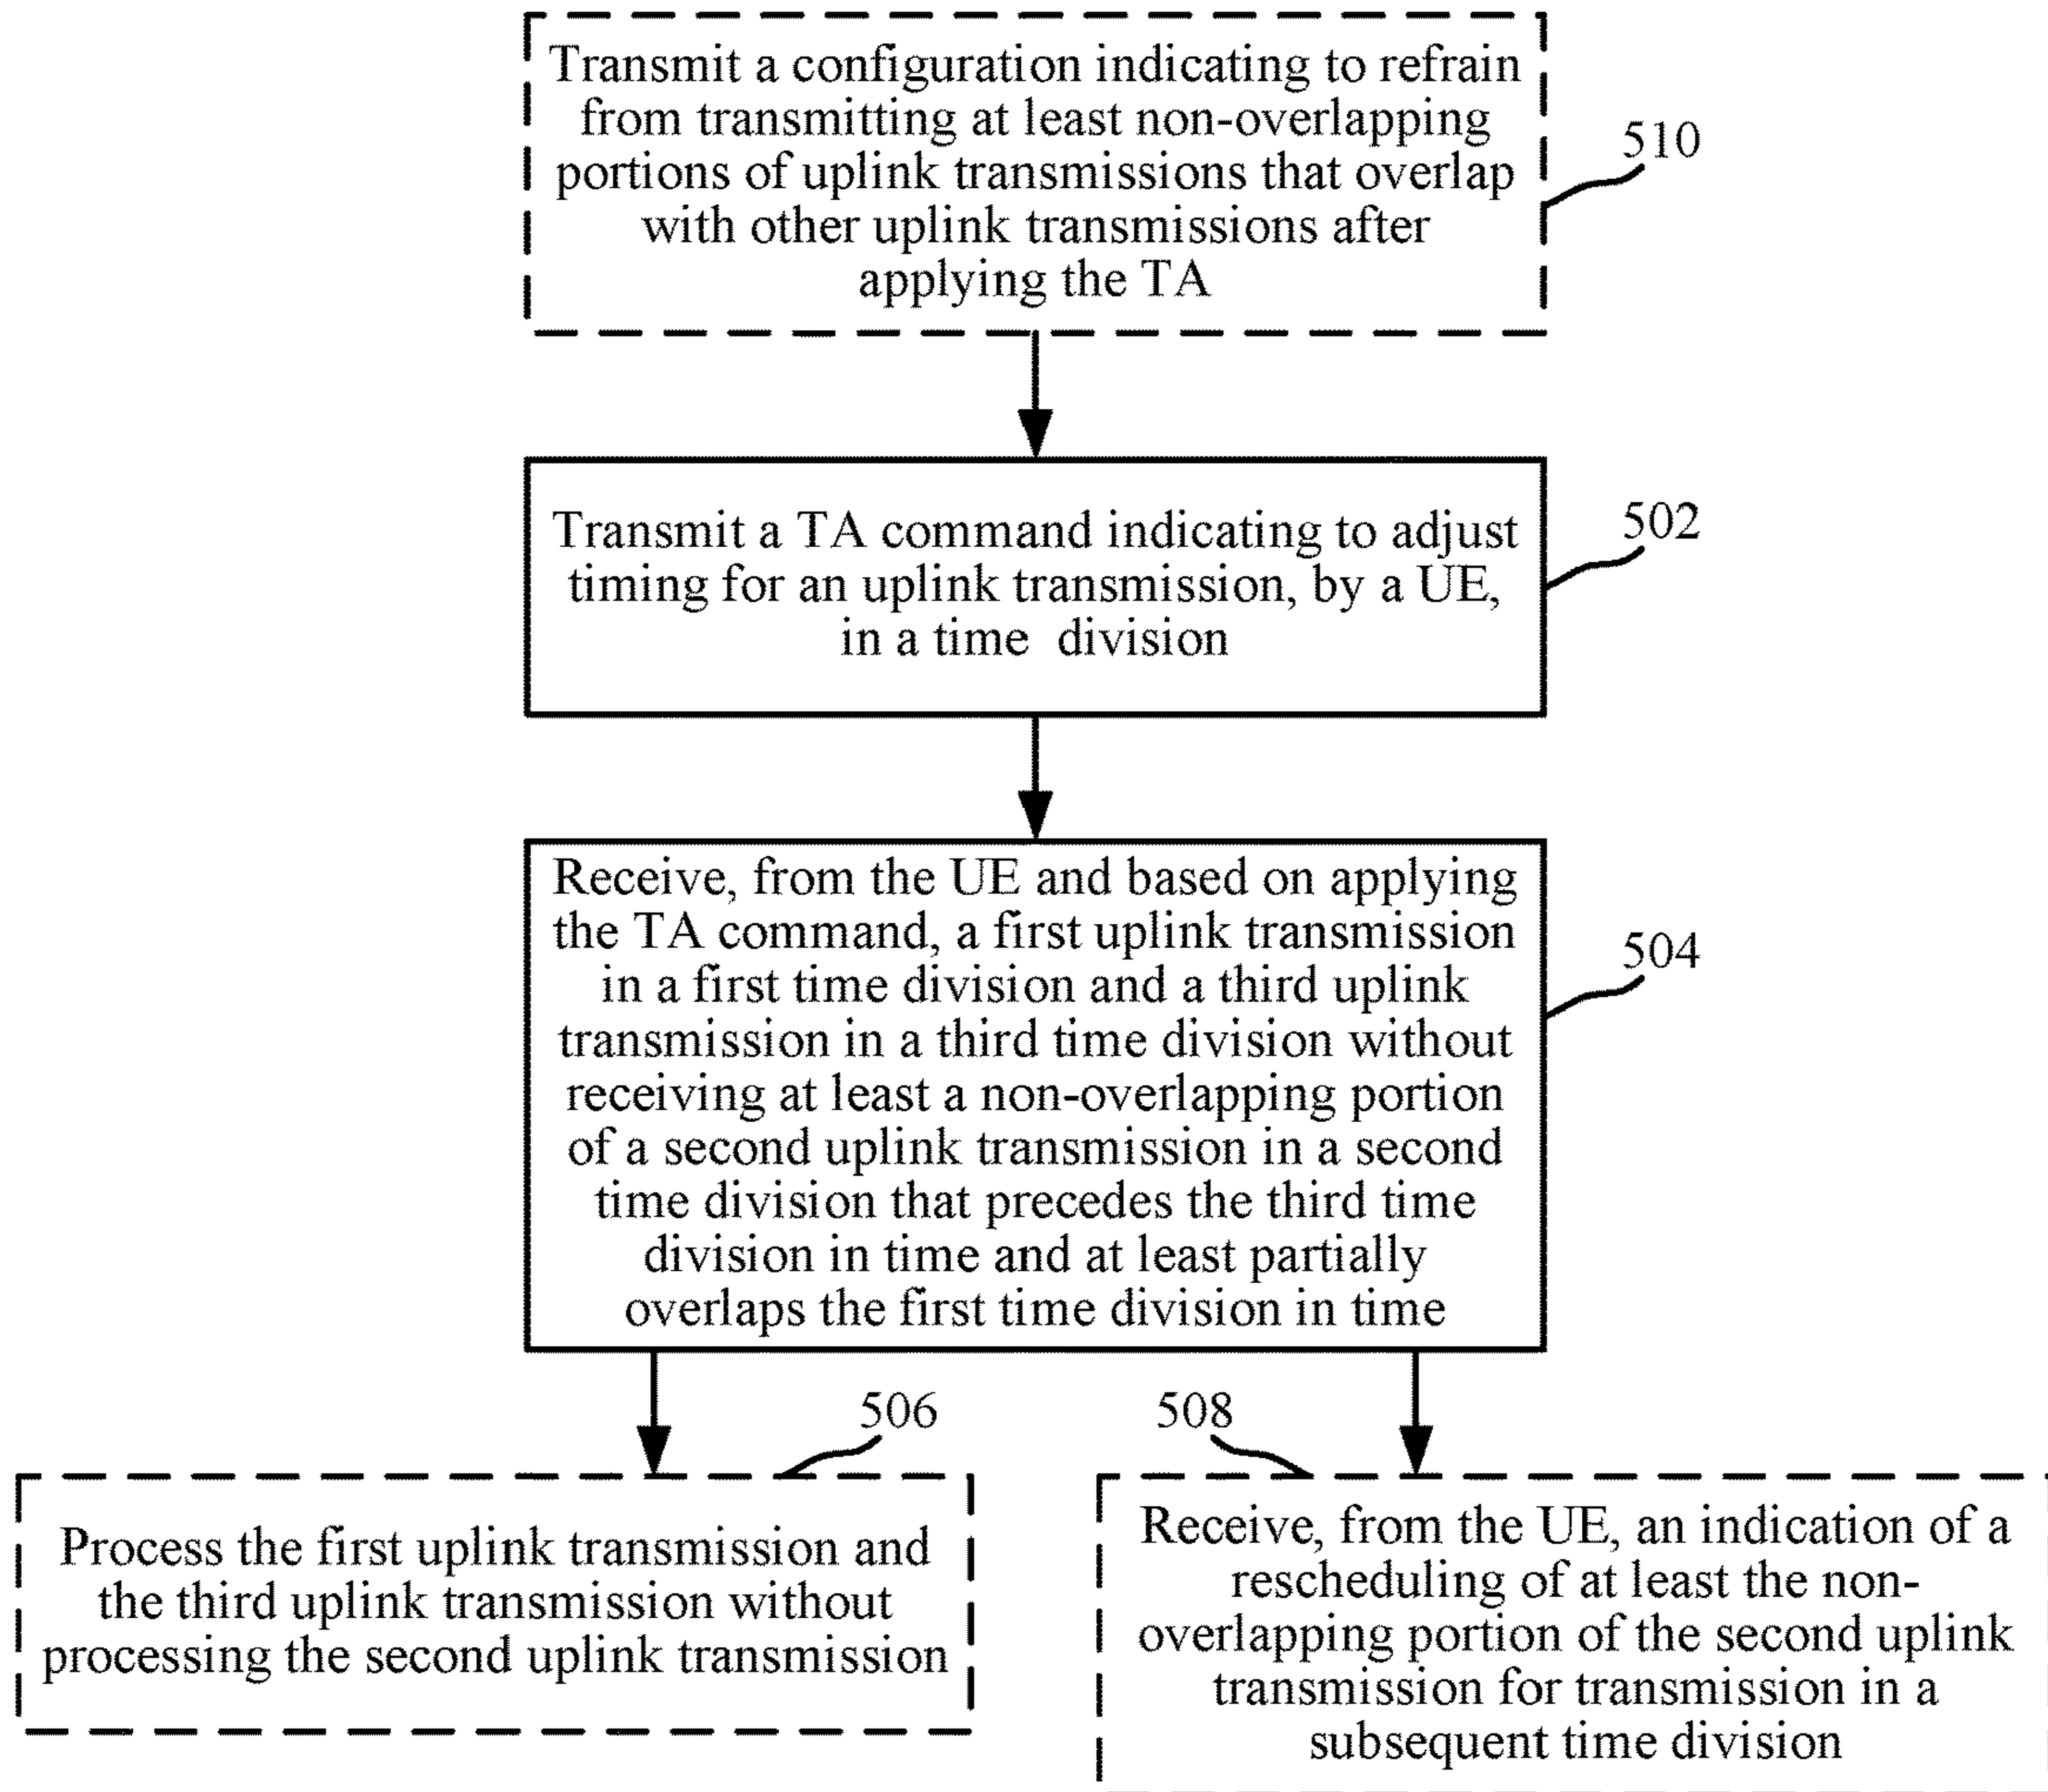 Transmit a configuration indicating to refrain
from transmitting at least non-overlapping
portions of uplink transmissions that overlap
with other uplink transmissions after
applying the TA
510
Transmit a TA command indicating to adjust
timing for an uplink transmission, by a UE,
in a time division
502
Receive, from the UE and based on applying
the TA command, a first uplink transmission
in a first time division and a third uplink
transmission in a third time division without
receiving at least a non-overlapping portion
of a second uplink transmission in a second
time division that precedes the third time
division in time and at least partially
overlaps the first time division in time
504
506
Process the first uplink transmission and
the third uplink transmission without
processing the second uplink transmission
508
Receive, from the UE, an indication of a
rescheduling of at least the non-
overlapping portion of the second uplink
transmission for transmission in a
subsequent time division